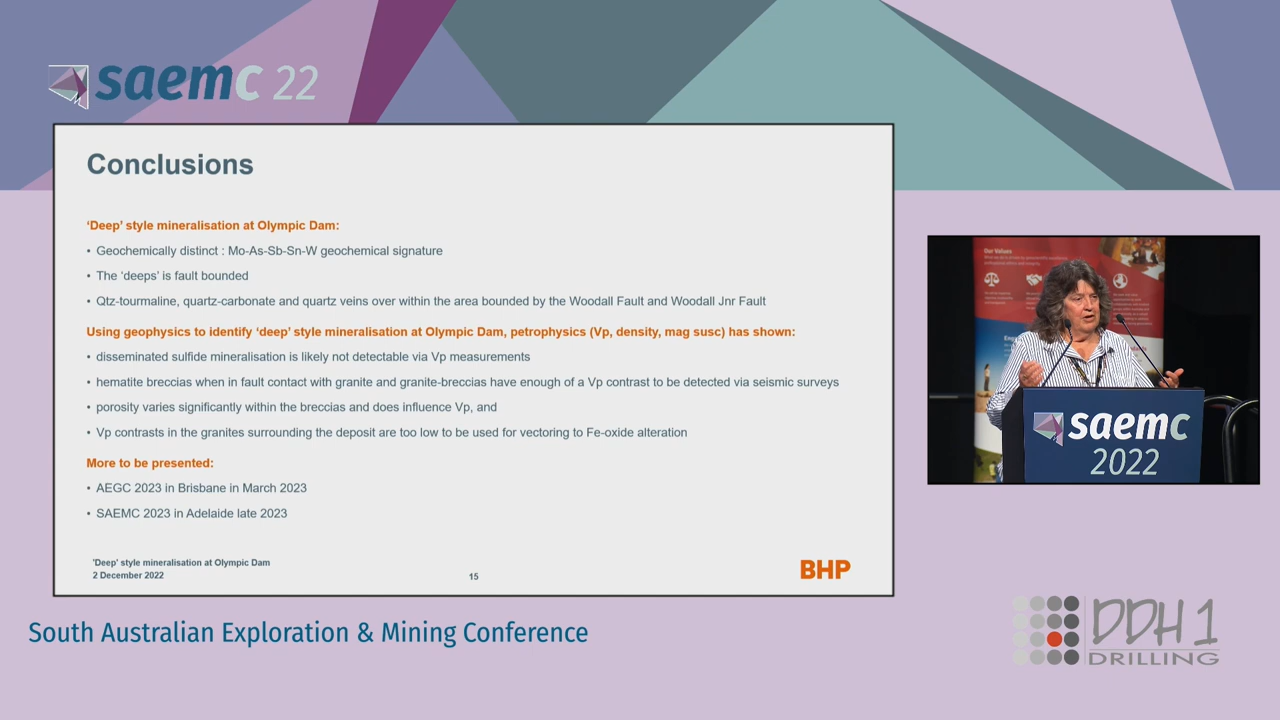 saemc 22
Conclusions
‘Deep’ style mineralisation at Olympic Dam:
• Geochemically distinct : Mo-As-Sb-Sn-W geochemical signature
• The ‘deeps’ is fault bounded
• Qtz-tourmaline, quartz-carbonate and quartz veins over within the area bounded by the Woodall Fault and Woodall Jnr Fault
Using geophysics to identify ‘deep’ style mineralisation at Olympic Dam, petrophysics (Vp, density, mag susc) has shown:
• disseminated sulfide mineralisation is likely not detectable via Vp measurements
• hematite breccias when in fault contact with granite and granite-breccias have enough of a Vp contrast to be detected via seismic surveys
• porosity varies significantly within the breccias and does influence Vp, and
• Vp contrasts in the granites surrounding the deposit are too low to be used for vectoring to Fe-oxide alteration
More to be presented:
• AEGC 2023 in Brisbane in March 2023
• SAEMC 2023 in Adelaide late 2023
'Deep' style mineralisation at Olympic Dam
2 December 2022
15
BHP
Our Values
saemc
2022
South Australian Exploration & Mining Conference
DDH 1
DRILLING